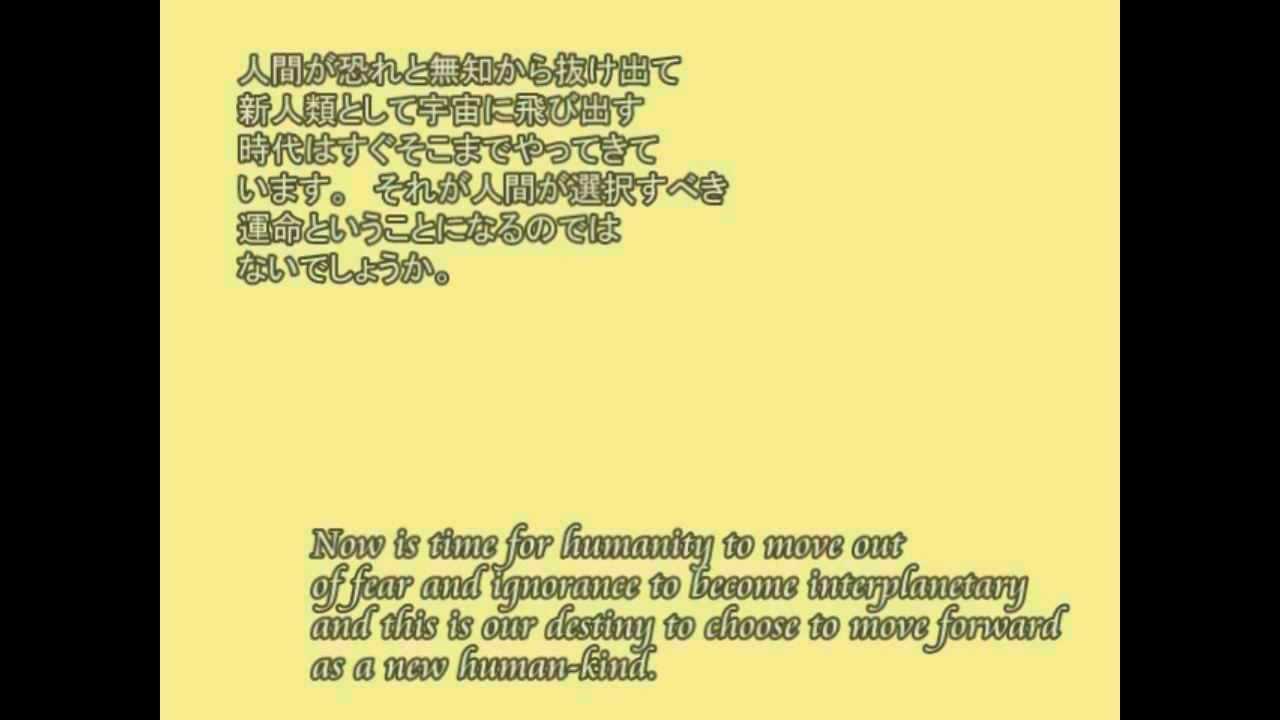 人間が恐れと無知から抜け出て
新人類として宇宙に飛び出す
時代はすぐそこまでやってきて
います。 それが人間が選択すべき
運命ということになるのでは
ないでしょうか。
Now is time for humanity to move out
of fear and ignorance to become interplanetary
and this is our destiny to choose to move forward
as a new human-kind.